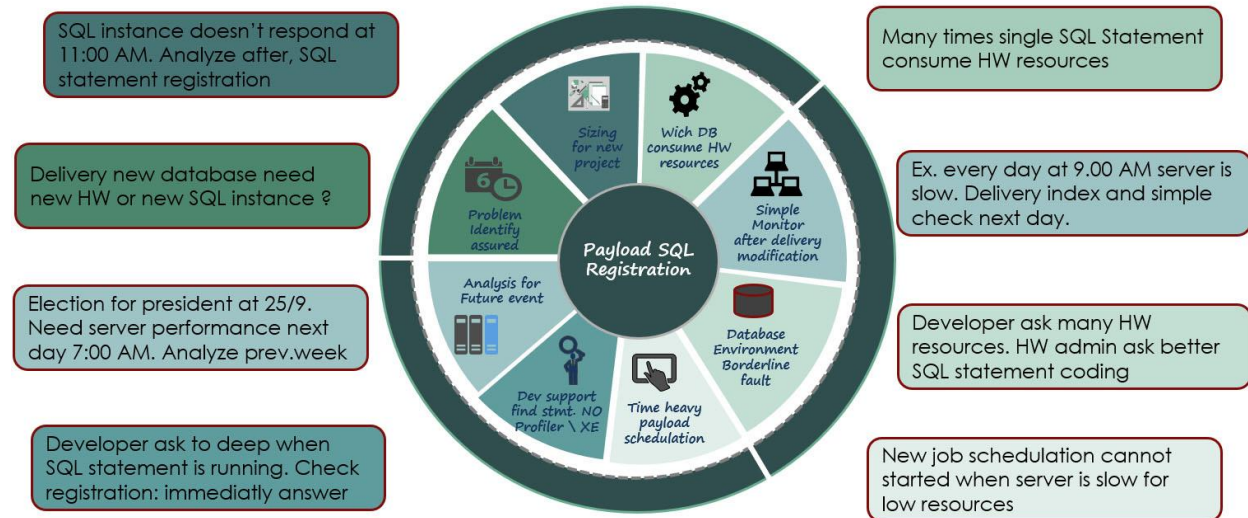 SQL instance doesn't respond at
11:00 AM. Analyze after, SQL
statement registration
Delivery new database need
new HW or new SQL instance ?
Election for president at 25/9.
Need server performance next
day 7:00 AM. Analyze prev.week
Developer ask to deep when
SQL statement is running. Check
registration: immediatly answer
Sizing
for new
project
Wich DB
consume HW
resources
6
Problem
Identify
assured
Simple
Monitor
after delivery
modification
Payload SQL
Registration
Analysis for
Future event
Database
Environment
Borderline
fault
Dev support
find stmt. NO
Profiler \ XE
Time heavy
payload
schedulation
Many times single SQL Statement
consume HW resources
Ex. every day at 9.00 AM server is
slow. Delivery index and simple
check next day.
Developer ask many HW
resources. HW admin ask better
SQL statement coding
New job schedulation cannot
started when server is slow for
low resources